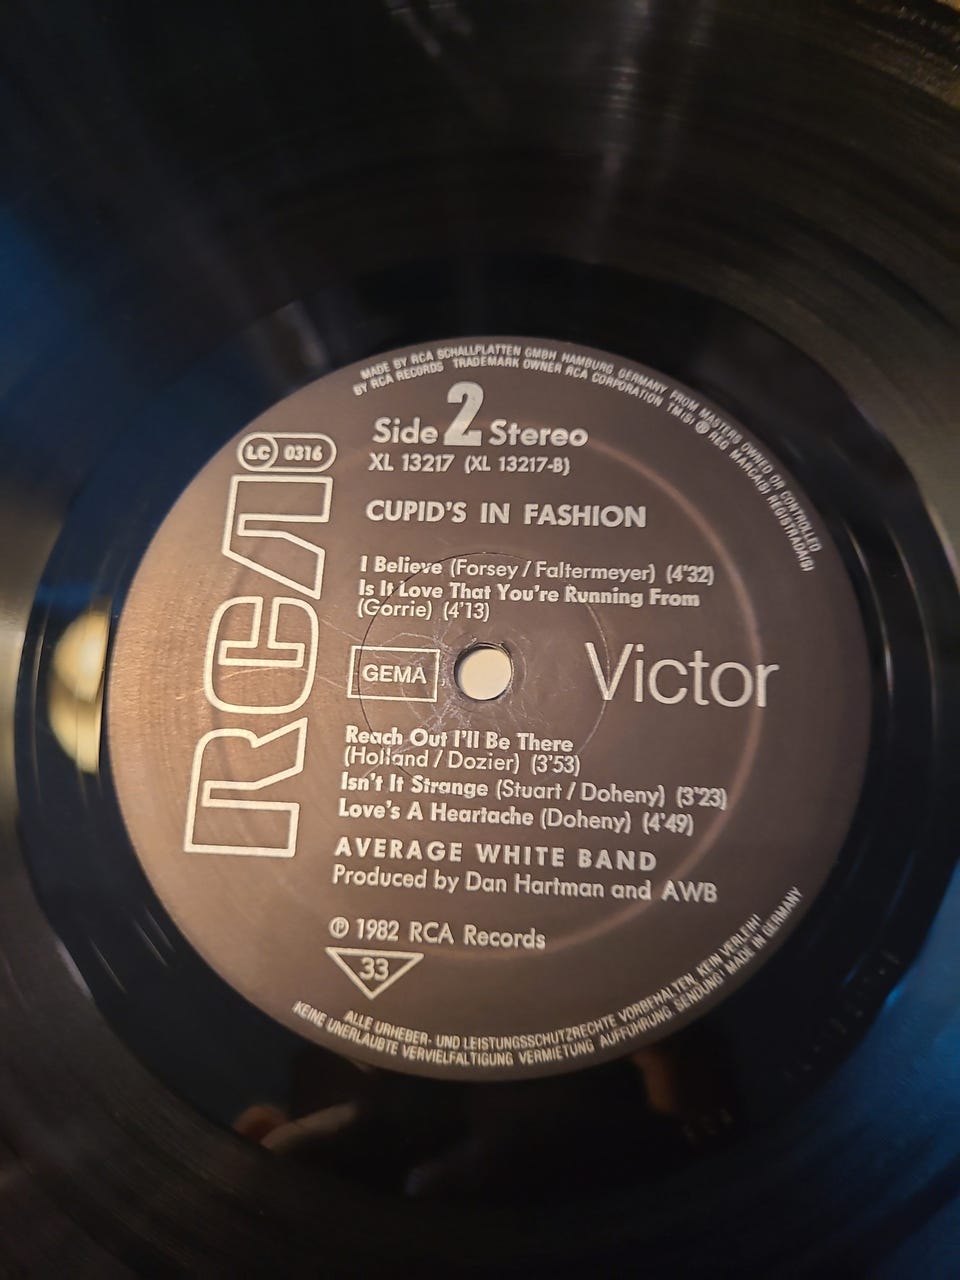 MADE BY RCA SCHALLPLATTEN GMBH HAMBURG, GERMANY FROM MASTERS OWNED OR CONTROLLED
BY RCA RECORDS TRADEMARK OWNER RCA CORPORATION TM(S) ® REG MARCA(S) REGISTRADA(S)
Side 2 Stereo
LC 0316
XL 13217 (XL 13217-B)
CUPID'S IN FASHION
I Believe (Forsey / Faltermeyer) (4'32)
Is It Love That You're Running From
(Gorrie) (4'13)
RCA
GEMA
Victor
Reach Out I'll Be There
(Holland / Dozier) (3'53)
Isn't It Strange (Stuart / Doheny) (3'23)
Love's A Heartache (Doheny) (4'49)
AVERAGE WHITE BAND
Produced by Dan Hartman and AWB
℗ 1982 RCA Records
33
ALLE URHEBER- UND LEISTUNGSSCHUTZRECHTE VORBEHALTEN, KEIN VERLEIH!
KEINE UNERLAUBTE VERVIELFÄLTIGUNG, VERMIETUNG, AUFFÜHRUNG, SENDUNG! MADE IN GERMANY